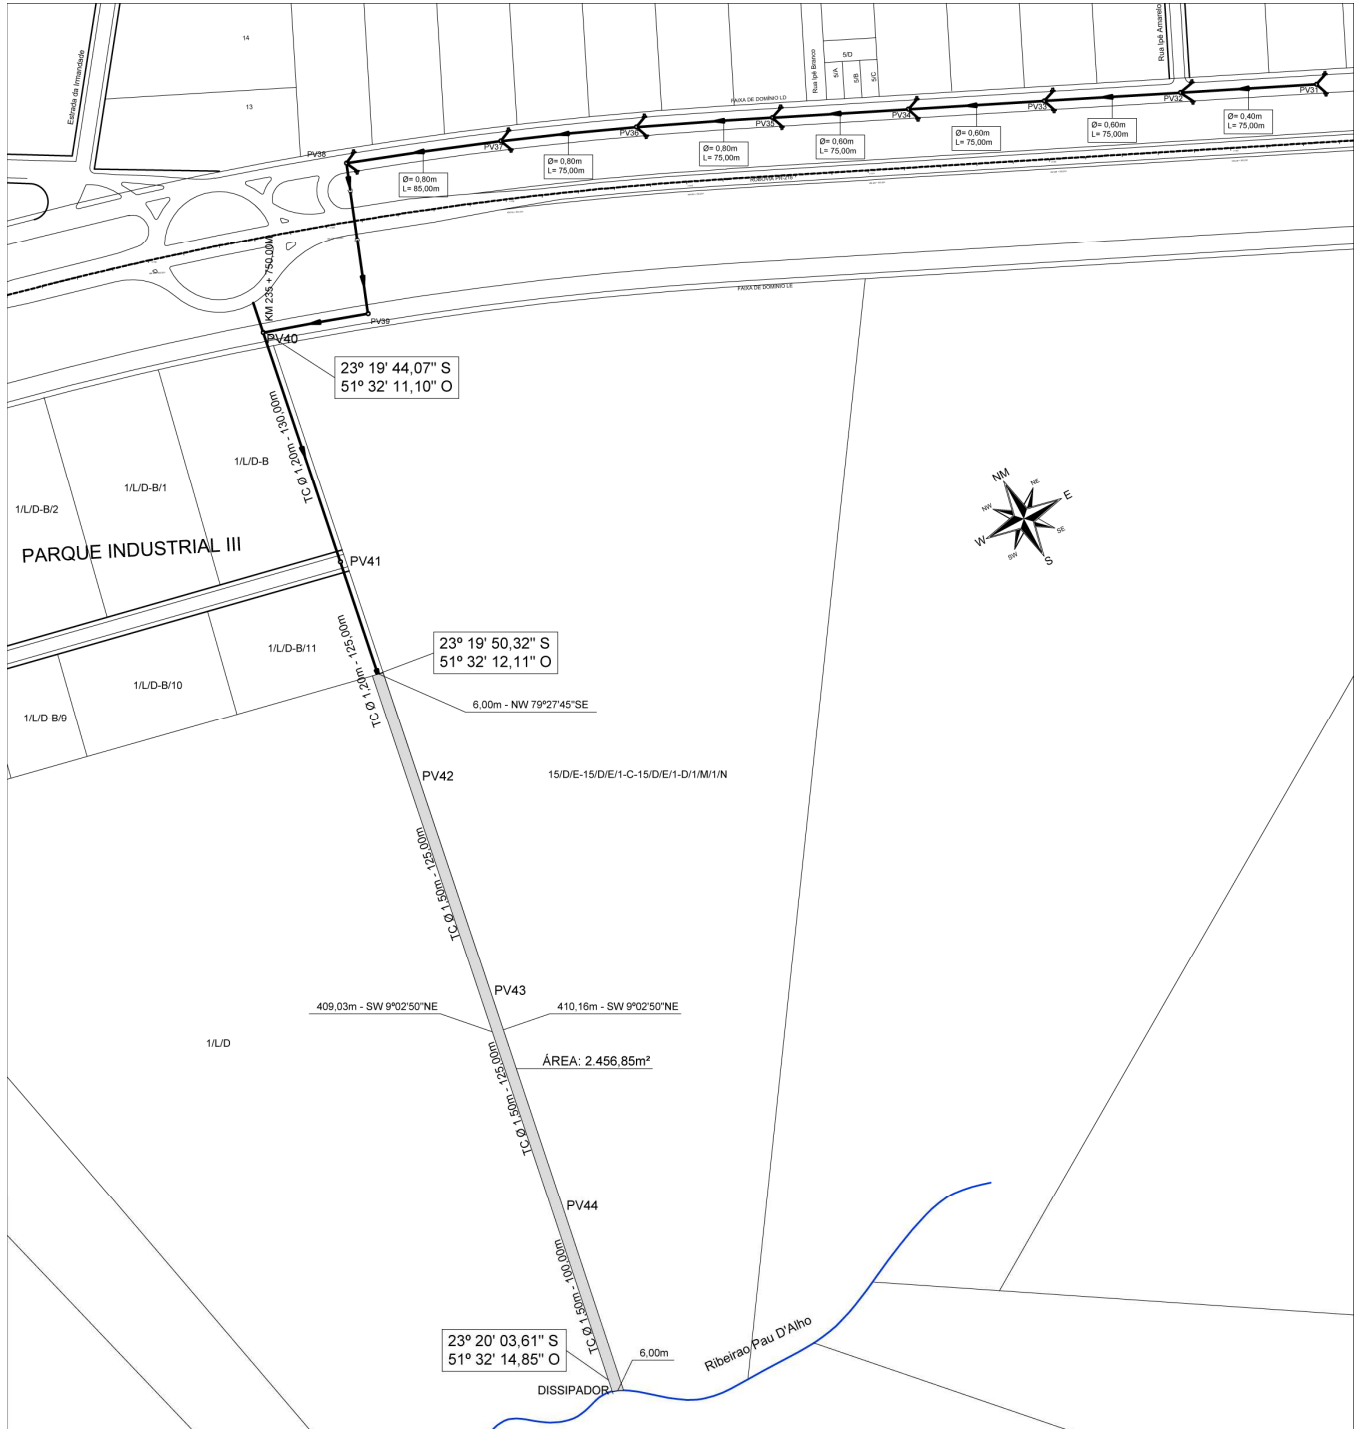 Estrada da Irmandade
14
13
Rua Ipê Branco
5/D
5/A
5/B
5/C
Rua Ipê Amarelo
FAIXA DE DOMÍNIO LD
PV38
PV37
PV36
PV35
PV34
PV33
PV32
PV31
Ø= 0,80m
L= 85,00m
Ø= 0,80m
L= 75,00m
Ø= 0,80m
L= 75,00m
Ø= 0,60m
L= 75,00m
Ø= 0,60m
L= 75,00m
Ø= 0,60m
L= 75,00m
Ø= 0,40m
L= 75,00m
RODOVIA PR-218
KM 235 + 750,00M
FAIXA DE DOMÍNIO LE
PV39
PV40
23º 19' 44,07" S
51º 32' 11,10" O
TC Ø 1,20m - 130,00m
1/L/D-B
1/L/D-B/1
1/L/D-B/2
PARQUE INDUSTRIAL III
PV41
NM
NE
E
SE
S
SW
W
NW
TC Ø 1,20m - 125,00m
23º 19' 50,32" S
51º 32' 12,11" O
1/L/D-B/11
1/L/D-B/10
1/L/D B/9
6,00m - NW 79º27'45"SE
PV42
15/D/E-15/D/E/1-C-15/D/E/1-D/1/M/1/N
TC Ø 1,50m - 125,00m
PV43
409,03m - SW 9º02'50"NE
410,16m - SW 9º02'50"NE
1/L/D
ÁREA: 2.456,85m²
TC Ø 1,50m - 125,00m
PV44
TC Ø 1,50m - 100,00m
23º 20' 03,61" S
51º 32' 14,85" O
6,00m
DISSIPADOR
Ribeirao Pau D'Alho